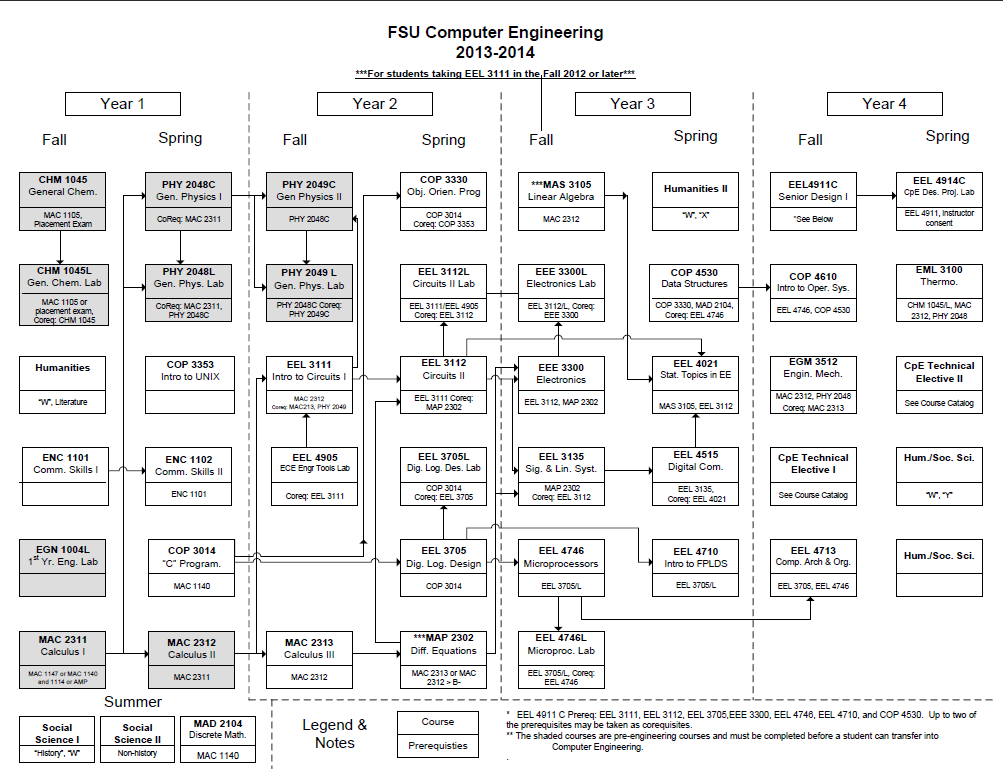 FSU Computer Engineering
2013-2014
***For students taking EEL 3111 in the Fall 2012 or later***
Year 1
Year 2
Year 3
Year 4
Fall
Spring
Fall
Spring
Fall
Spring
Fall
Spring
CHM 1045
General Chem.
MAC 1105,
Placement Exam
PHY 2048C
Gen. Physics I
CoReq: MAC 2311
PHY 2049C
Gen Physics II
PHY 2048C
COP 3330
Obj. Orien. Prog
COP 3014
Coreq: COP 3353
***MAS 3105
Linear Algebra
MAC 2312
Humanities II
"W", "X"
EEL4911C
Senior Design I
*See Below
EEL 4914C
CpE Des. Proj. Lab
EEL 4911, Instructor
consent
CHM 1045L
Gen. Chem. Lab
MAC 1105 or
placement exam,
Coreq: CHM 1045
PHY 2048L
Gen. Phys. Lab
CoReq: MAC 2311,
PHY 2048C
PHY 2049 L
Gen. Phys. Lab
PHY 2048C Coreq:
PHY 2049C
EEL 3112L
Circuits II Lab
EEL 3111/EEL 4905
Coreq: EEL 3112
EEE 3300L
Electronics Lab
EEL 3112/L, Coreq:
EEE 3300
COP 4530
Data Structures
COP 3330, MAD 2104,
Coreq: EEL 4746
COP 4610
Intro to Oper. Sys.
EEL 4746, COP 4530
EML 3100
Thermo.
CHM 1045/L, MAC
2312, PHY 2048
Humanities
"W", Literature
COP 3353
Intro to UNIX
EEL 3111
Intro to Circuits I
MAC 2312
Coreq: MAC213, PHY 2049
EEL 3112
Circuits II
EEL 3111 Coreq:
MAP 2302
EEE 3300
Electronics
EEL 3112, MAP 2302
EEL 4021
Stat. Topics in EE
MAS 3105, EEL 3112
EGM 3512
Engin. Mech.
MAC 2312, PHY 2048
Coreq: MAC 2313
CpE Technical
Elective II
See Course Catalog
ENC 1101
Comm. Skills I
ENC 1102
Comm. Skills II
ENC 1101
EEL 4905
ECE Engr Tools Lab
Coreq: EEL 3111
EEL 3705L
Dig. Log. Des. Lab
COP 3014
Coreq: EEL 3705
EEL 3135
Sig. & Lin. Syst.
MAP 2302
Coreq: EEL 3112
EEL 4515
Digital Com.
EEL 3135,
Coreq: EEL 4021
CpE Technical
Elective I
See Course Catalog
Hum./Soc. Sci.
"W", "Y"
EGN 1004L
1st Yr. Eng. Lab
COP 3014
"C" Program.
MAC 1140
EEL 3705
Dig. Log. Design
COP 3014
EEL 4746
Microprocessors
EEL 3705/L
EEL 4710
Intro to FPLDS
EEL 3705/L
EEL 4713
Comp. Arch & Org.
EEL 3705, EEL 4746
Hum./Soc. Sci.
MAC 2311
Calculus I
MAC 1147 or MAC 1140
and 1114 or AMP
MAC 2312
Calculus II
MAC 2311
MAC 2313
Calculus III
MAC 2312
***MAP 2302
Diff. Equations
MAC 2313 or MAC
2312 > B-
EEL 4746L
Microproc. Lab
EEL 3705/L, Coreq:
EEL 4746
Summer
Social
Science I
"History", "W"
Social
Science II
Non-history
MAD 2104
Discrete Math.
MAC 1140
Legend &
Notes
Course
Prerequisties
* EEL 4911 C Prereq: EEL 3111, EEL 3112, EEL 3705,EEE 3300, EEL 4746, EEL 4710, and COP 4530. Up to two of
the prerequisites may be taken as corequisites.
** The shaded courses are pre-engineering courses and must be completed before a student can transfer into
Computer Engineering.